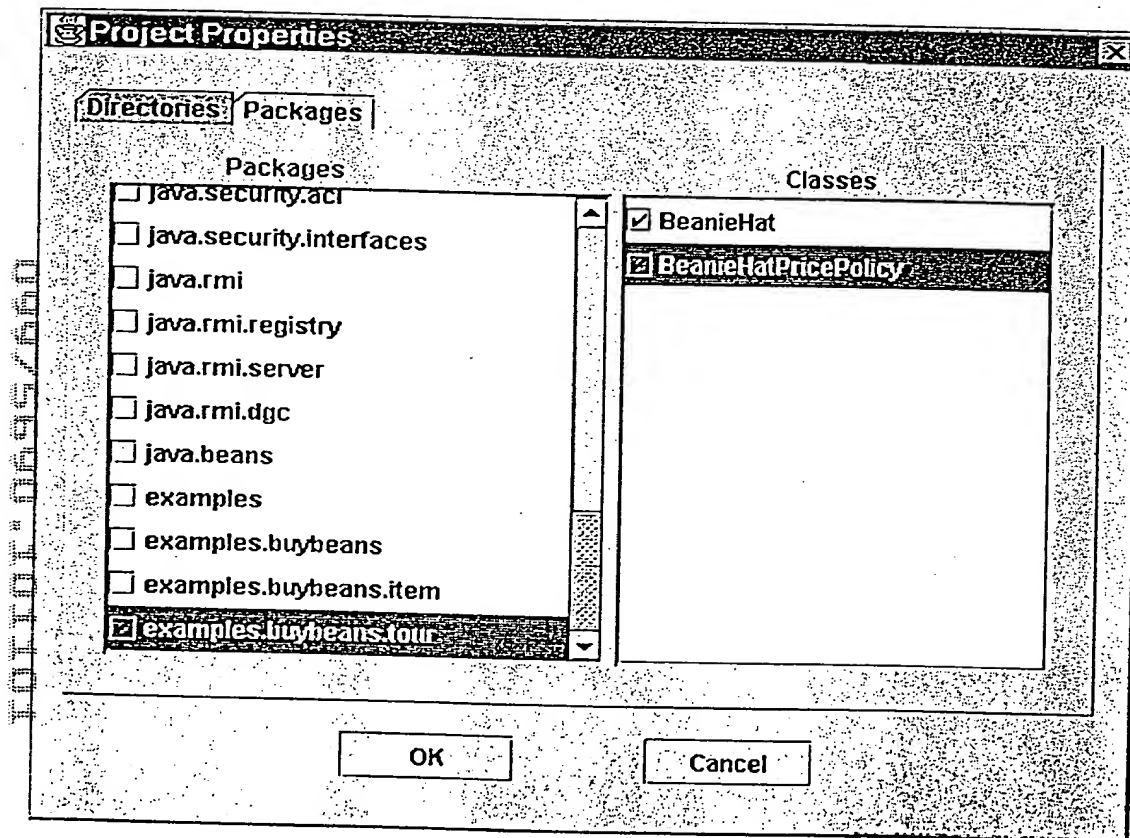 Project Properties
Directories Packages
Packages
Classes
java.security.acl
java.security.interfaces
java.rmi
java.rmi.registry
java.rmi.server
java.rmi.dgc
java.beans
examples
examples.buybeans
examples.buybeans.item
examples.buybeans.tour
BeanieHat
BeanieHatPricePolicy
OK
Cancel